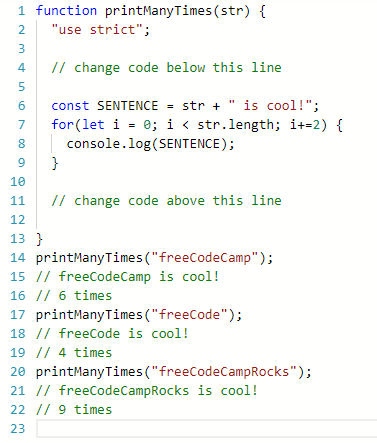 1 function printManyTimes(str) {
2   "use strict";
3
4   // change code below this line
5
6   const SENTENCE = str + " is cool!";
7   for(let i = 0; i < str.length; i+=2) {
8     console.log(SENTENCE);
9   }
10
11   // change code above this line
12
13 }
14 printManyTimes("freeCodeCamp");
15 // freeCodeCamp is cool!
16 // 6 times
17 printManyTimes("freeCode");
18 // freeCode is cool!
19 // 4 times
20 printManyTimes("freeCodeCampRocks");
21 // freeCodeCampRocks is cool!
22 // 9 times
23